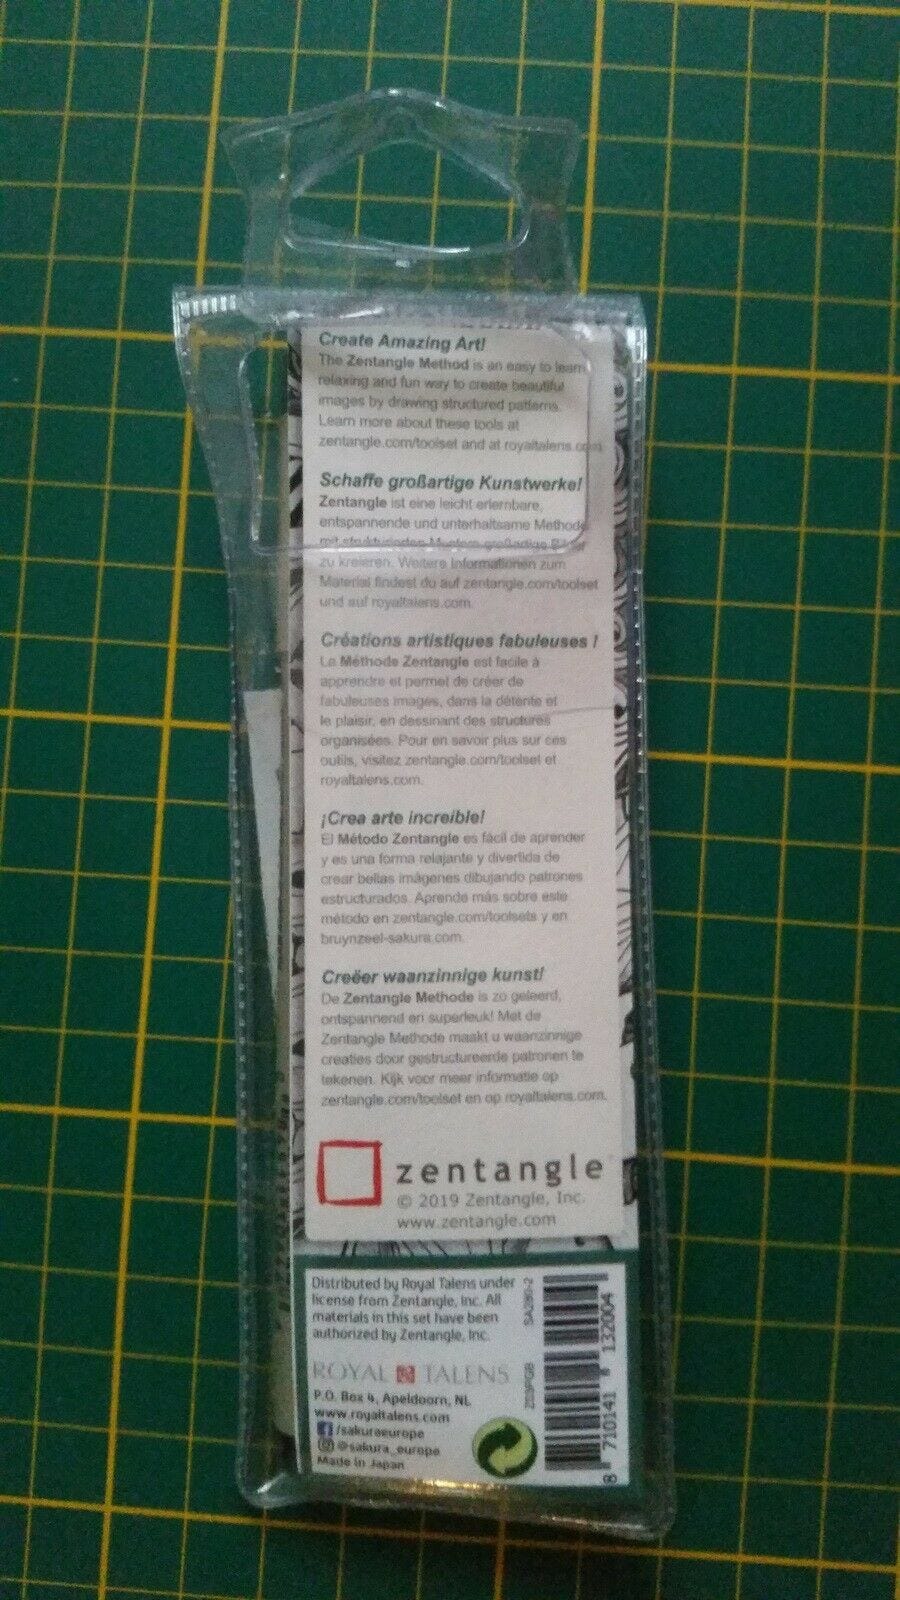 Create Amazing Art!
The Zentangle Method is an easy to learn
relaxing and fun way to create beautiful
images by drawing structured patterns.
Learn more about these tools at
zentangle.com/toolset and at royaltalens.com
Schaffe großartige Kunstwerke!
Zentangle ist eine leicht erlernbare,
entspannende und unterhaltsame Methode
mit strukturieden Mustern großartige Bilder
zu kreieren. Weitere Informationen zum
Material findest du auf zentangle.com/toolset
und auf royaltalens.com.
Créations artistiques fabuleuses !
La Méthode Zentangle est facile à
apprendre et permet de créer de
fabuleuses images, dans la détente et
le plaisir, en dessinant des structures
organisées. Pour en savoir plus sur ces
outils, visitez zentangle.com/toolset et
royaltalens.com.
¡Crea arte increíble!
El Método Zentangle es fácil de aprender
y es una forma relajante y divertida de
crear bellas imágenes dibujando patrones
estructurados. Aprende más sobre este
método en zentangle.com/toolsets y en
bruynzeel-sakura.com.
Creëer waanzinnige kunst!
De Zentangle Methode is zo geleerd,
ontspannend en superleuk! Met de
Zentangle Methode maakt u waanzinnige
creaties door gestructureerde patronen te
tekenen. Kijk voor meer informatie op
zentangle.com/toolset en op royaltalens.com.
zentangle
© 2019 Zentangle, Inc.
www.zentangle.com
Distributed by Royal Talens under
license from Zentangle, Inc. All
materials in this set have been
authorized by Zentangle, Inc.
ROYAL TALENS
P.O. Box 4, Apeldoorn, NL
www.royaltalens.com
/sakuraeurope
@sakura_europe
Made in Japan
8 710141 132004